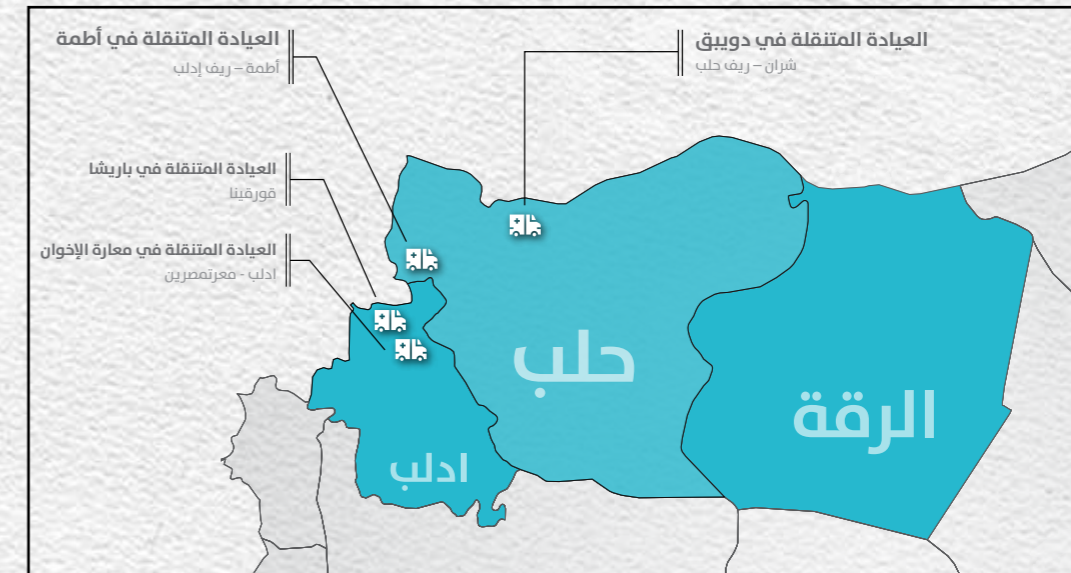 العيادة المتنقلة في دويبق
شران – ريف حلب
العيادة المتنقلة في أطمة
أطمة – ريف إدلب
العيادة المتنقلة في باريشا
قورقينا
العيادة المتنقلة في معارة الإخوان
ادلب - معرتمصرين
حلب
الرقة
ادلب